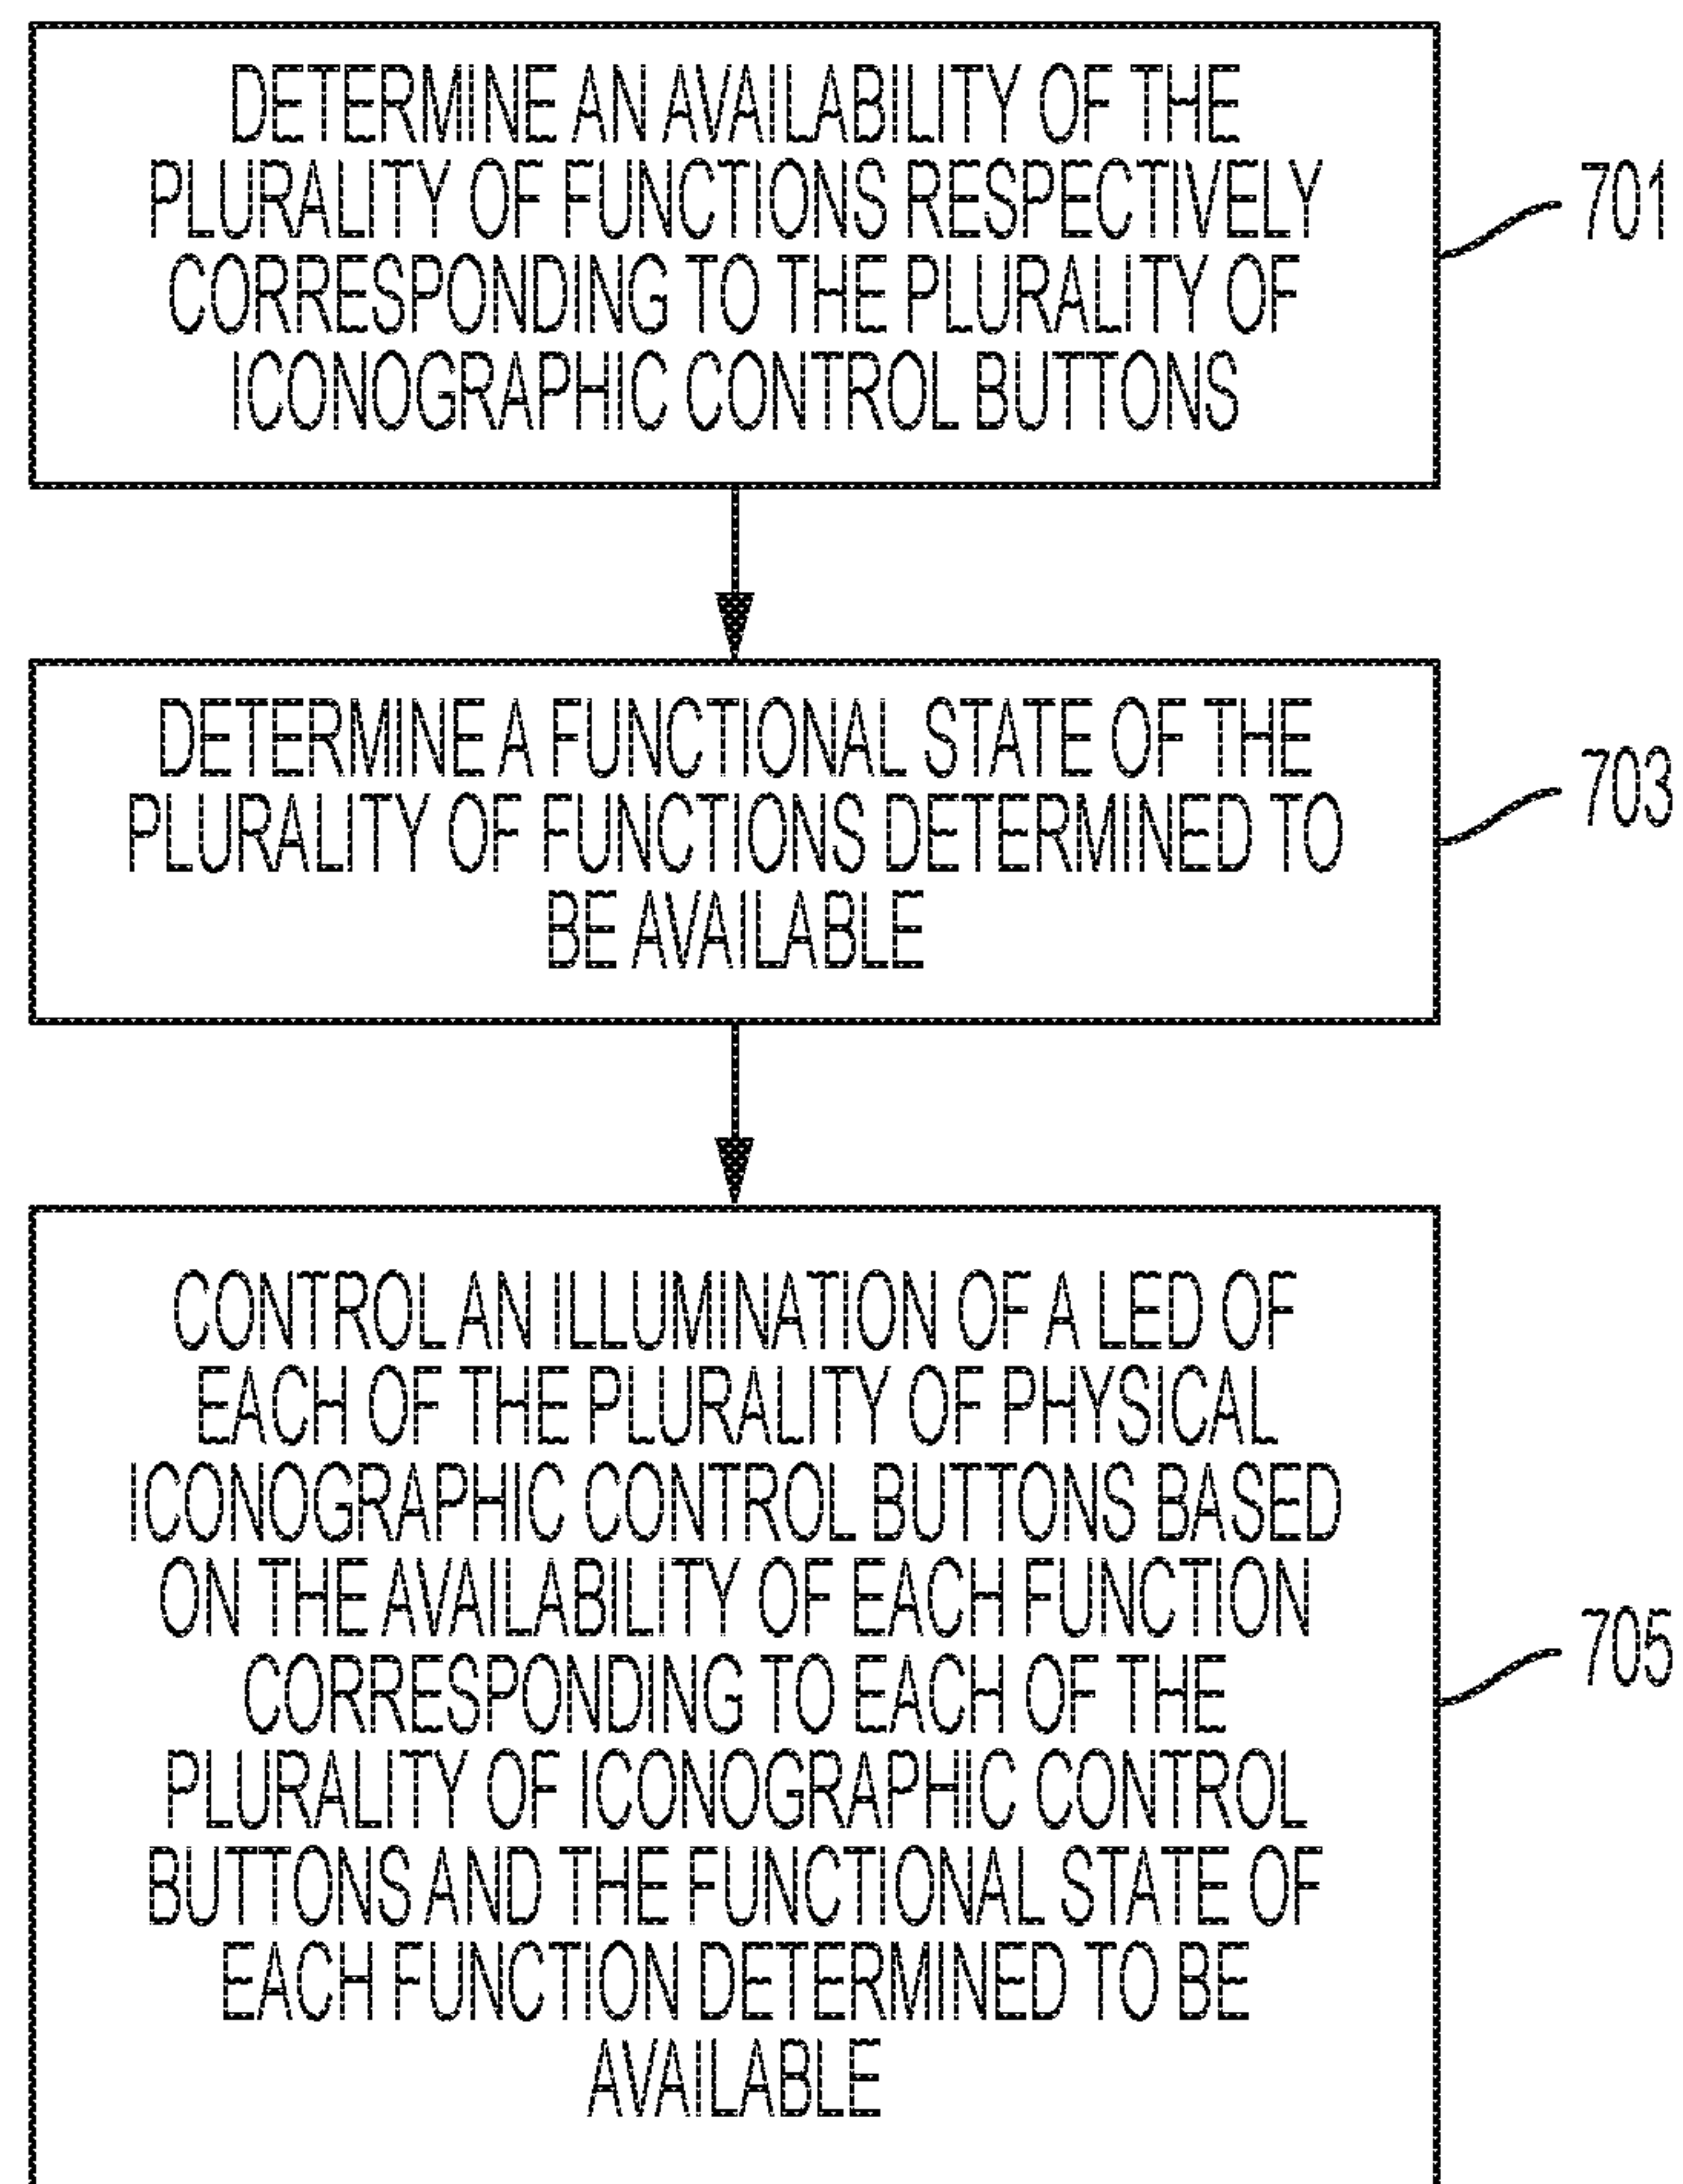 DETERMINE AN AVAILABILITY OF THE
PLURALITY OF FUNCTIONS RESPECTIVELY
CORRESPONDING TO THE PLURALITY OF
ICONOGRAPHIC CONTROL BUTTONS
701
DETERMINE A FUNCTIONAL STATE OF THE
PLURALITY OF FUNCTIONS DETERMINED TO
BE AVAILABLE
703
CONTROL AN ILLUMINATION OF A LED OF
EACH OF THE PLURALITY OF PHYSICAL
ICONOGRAPHIC CONTROL BUTTONS BASED
ON THE AVAILABILITY OF EACH FUNCTION
CORRESPONDING TO EACH OF THE
PLURALITY OF ICONOGRAPHIC CONTROL
BUTTONS AND THE FUNCTIONAL STATE OF
EACH FUNCTION DETERMINED TO BE
AVAILABLE
705